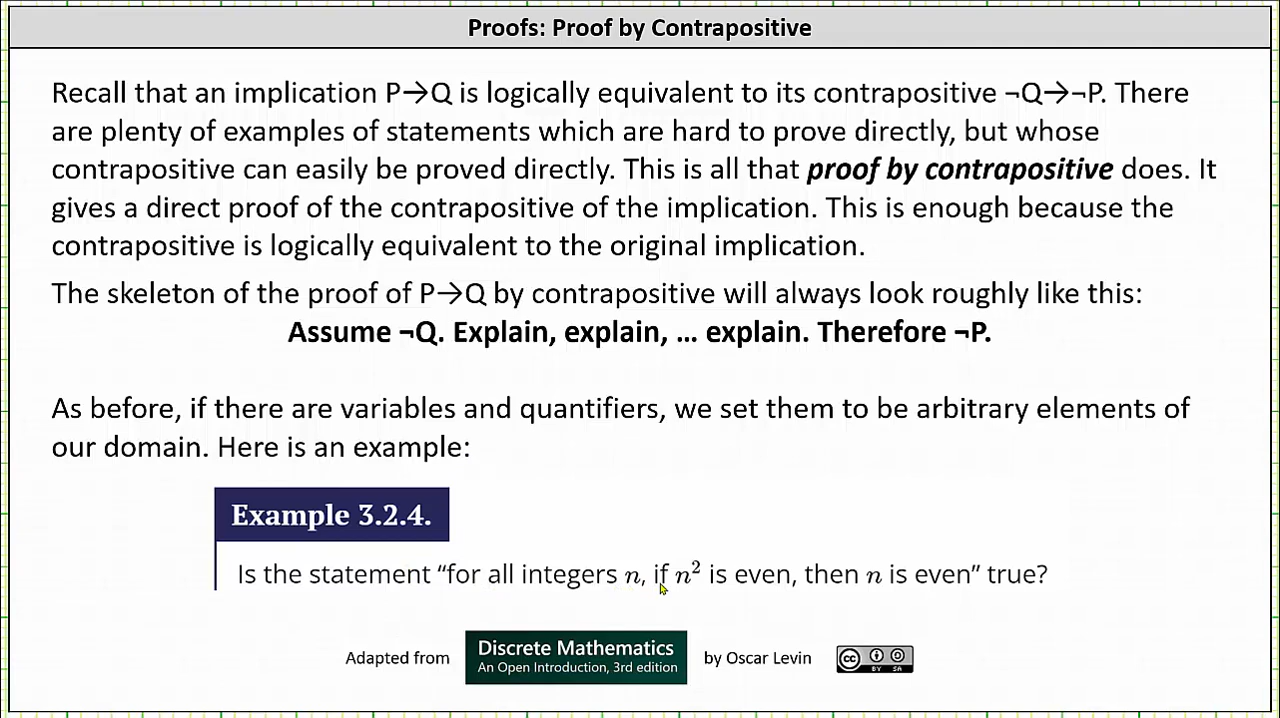 Proofs: Proof by Contrapositive
Recall that an implication P→Q is logically equivalent to its contrapositive ¬Q→¬P. There
are plenty of examples of statements which are hard to prove directly, but whose
contrapositive can easily be proved directly. This is all that proof by contrapositive does. It
gives a direct proof of the contrapositive of the implication. This is enough because the
contrapositive is logically equivalent to the original implication.
The skeleton of the proof of P→Q by contrapositive will always look roughly like this:
Assume ¬Q. Explain, explain, … explain. Therefore ¬P.
As before, if there are variables and quantifiers, we set them to be arbitrary elements of
our domain. Here is an example:
Example 3.2.4.
Is the statement “for all integers n, if n² is even, then n is even” true?
Adapted from
Discrete Mathematics
An Open Introduction, 3rd edition
by Oscar Levin
cc
BY SA